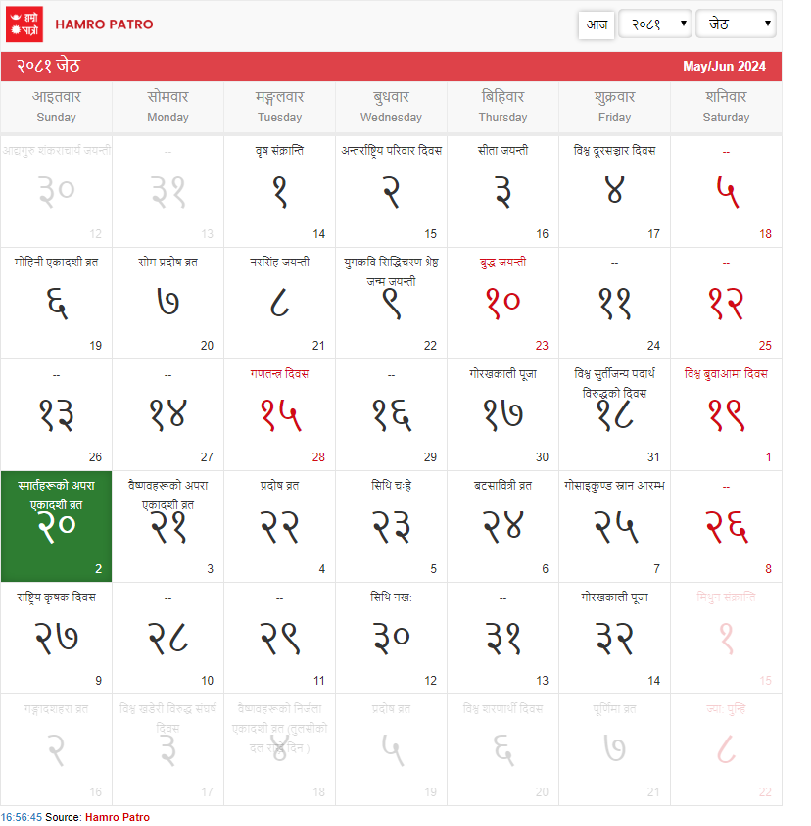 हाम्रो पात्रो
HAMRO PATRO
आज
२०८१
जेठ
२०८१ जेठ
May/Jun 2024
आइतवार सोमवार मङ्गलवार बुधवार बिहिवार शुक्रवार शनिवार
Sunday Monday Tuesday Wednesday Thursday Friday Saturday
आद्यगुरु शंकराचार्य जयन्ती -- वृष संक्रान्ति अन्तर्राष्ट्रिय परिवार दिवस सीता जयन्ती विश्व दूरसञ्चार दिवस --
३० ३१ १ २ ३ ४ ५
12 13 14 15 16 17 18
मोहिनी एकादशी व्रत सोम प्रदोष व्रत नरसिंह जयन्ती युगकवि सिद्धिचरण श्रेष्ठ बुद्ध जयन्ती -- --
जन्म जयन्ती
६ ७ ८ ९ १० ११ १२
19 20 21 22 23 24 25
-- -- गणतन्त्र दिवस -- गोरखकाली पूजा विश्व सुर्तीजन्य पदार्थ विश्व बुवाआमा दिवस
विरुद्धको दिवस
१३ १४ १५ १६ १७ १८ १९
26 27 28 29 30 31 1
स्मार्तहरूको अपरा वैष्णवहरूको अपरा प्रदोष व्रत सिथि चःह्रे बटसावित्री व्रत गोसाइकुण्ड स्नान आरम्भ --
एकादशी व्रत एकादशी व्रत
२० २१ २२ २३ २४ २५ २६
2 3 4 5 6 7 8
राष्ट्रिय कृषक दिवस -- -- सिथि नखः -- गोरखकाली पूजा मिथुन संक्रान्ति
२७ २८ २९ ३० ३१ ३२ १
9 10 11 12 13 14 15
गङ्गादशहरा व्रत विश्व खडेरी विरुद्ध संघर्ष वैष्णवहरूको निर्जला प्रदोष व्रत विश्व शरणार्थी दिवस पूर्णिमा व्रत ज्या: पुन्हि
दिवस एकादशी व्रत (तुलसीको
दल राख्ने दिन )
२ ३ ४ ५ ६ ७ ८
16 17 18 19 20 21 22
16:56:45 Source: Hamro Patro